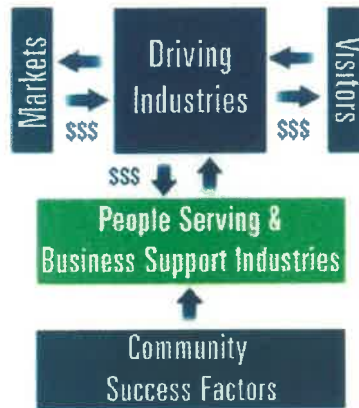 Markets
Driving
Industries
Visitors
$$$
$$$
$$$
People Serving &
Business Support Industries
Community
Success Factors